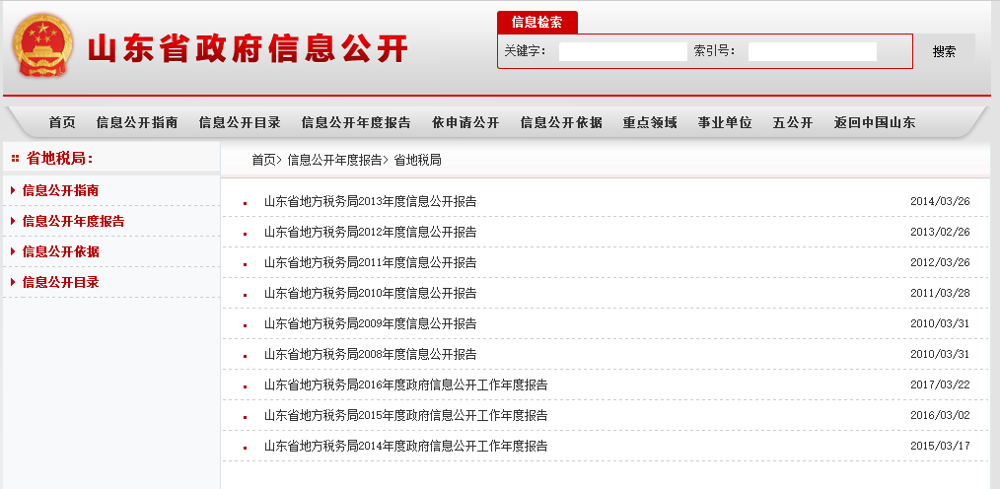 山东省政府信息公开
信息检索
关键字： 索引号： 搜索
首页 信息公开指南 信息公开目录 信息公开年度报告 依申请公开 信息公开依据 重点领域 事业单位 五公开 返回中国山东
省地税局：
首页> 信息公开年度报告> 省地税局
信息公开指南
信息公开年度报告
信息公开依据
信息公开目录
山东省地方税务局2013年度信息公开报告 2014/03/26
山东省地方税务局2012年度信息公开报告 2013/02/26
山东省地方税务局2011年度信息公开报告 2012/03/26
山东省地方税务局2010年度信息公开报告 2011/03/28
山东省地方税务局2009年度信息公开报告 2010/03/31
山东省地方税务局2008年度信息公开报告 2010/03/31
山东省地方税务局2016年度政府信息公开工作年度报告 2017/03/22
山东省地方税务局2015年度政府信息公开工作年度报告 2016/03/02
山东省地方税务局2014年度政府信息公开工作年度报告 2015/03/17